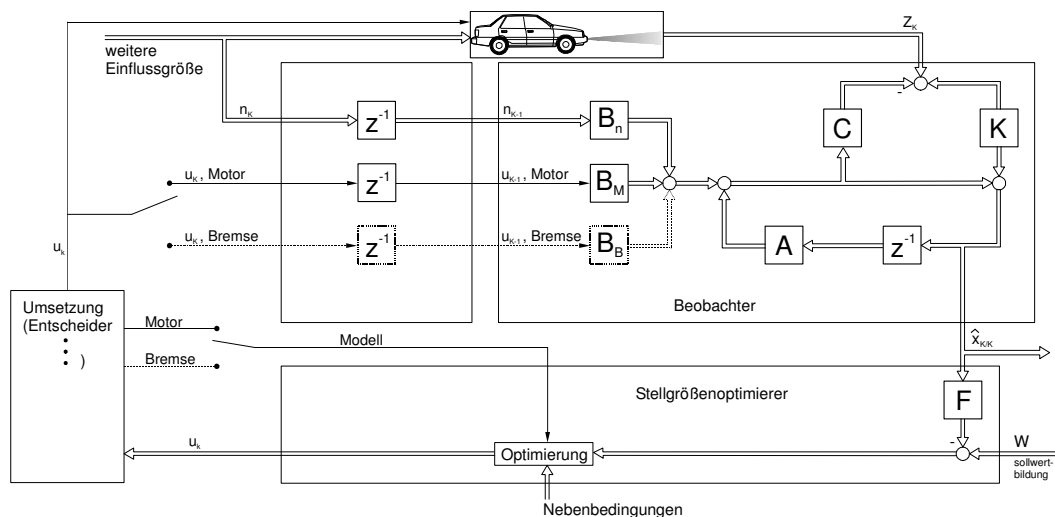 Z_K
weitere
Einflussgröße
n_K
z^-1
n_K-1
B_n
C
K
u_K, Motor
z^-1
u_K-1, Motor
B_M
u_K, Bremse
z^-1
u_K-1, Bremse
B_B
A
z^-1
u_k
Beobachter
Umsetzung
(Entscheider
)
Motor
Modell
Bremse
x̂_K/K
Stellgrößenoptimierer
F
u_k
Optimierung
W
sollwert-
bildung
Nebenbedingungen
-
-